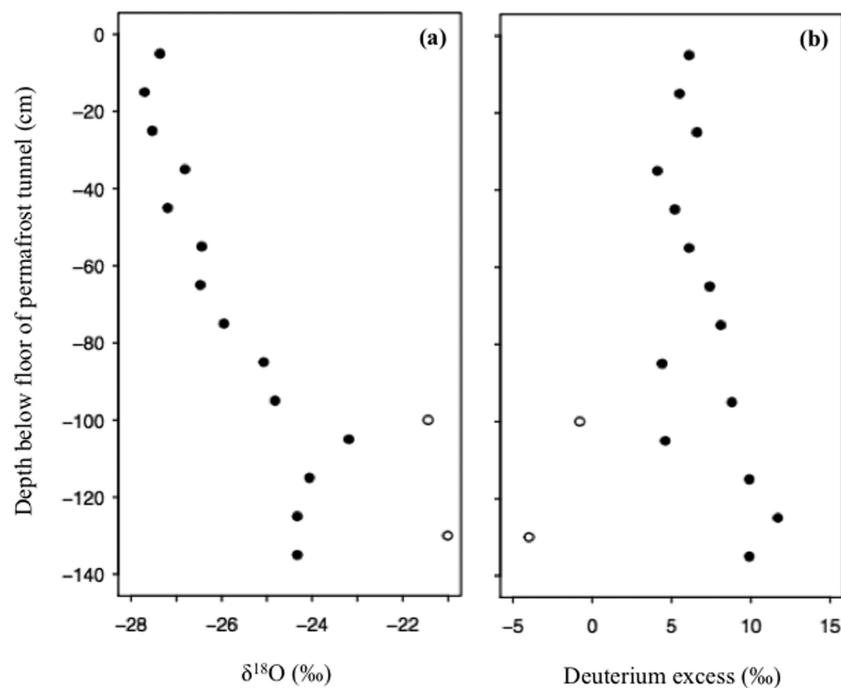 (a)
(b)
Depth below floor of permafrost tunnel (cm)
0
−20
−40
−60
−80
−100
−120
−140
−28 −26 −24 −22
−5 0 5 10 15
δ¹⁸O (‰)
Deuterium excess (‰)